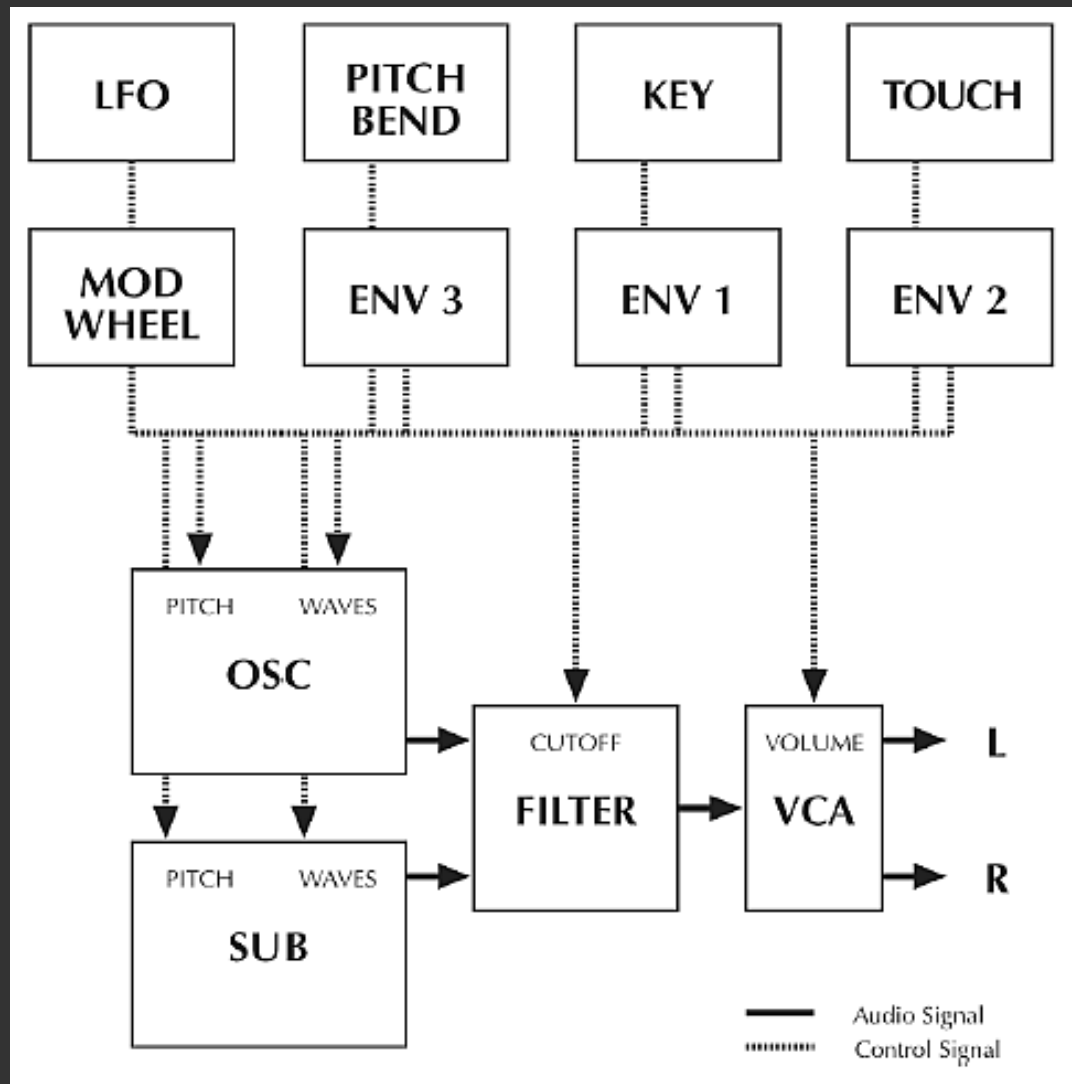 LFO
PITCH
BEND
KEY
TOUCH
MOD
WHEEL
ENV 3
ENV 1
ENV 2
PITCH
WAVES
OSC
CUTOFF
FILTER
VOLUME
VCA
L
R
PITCH
WAVES
SUB
Audio Signal
Control Signal